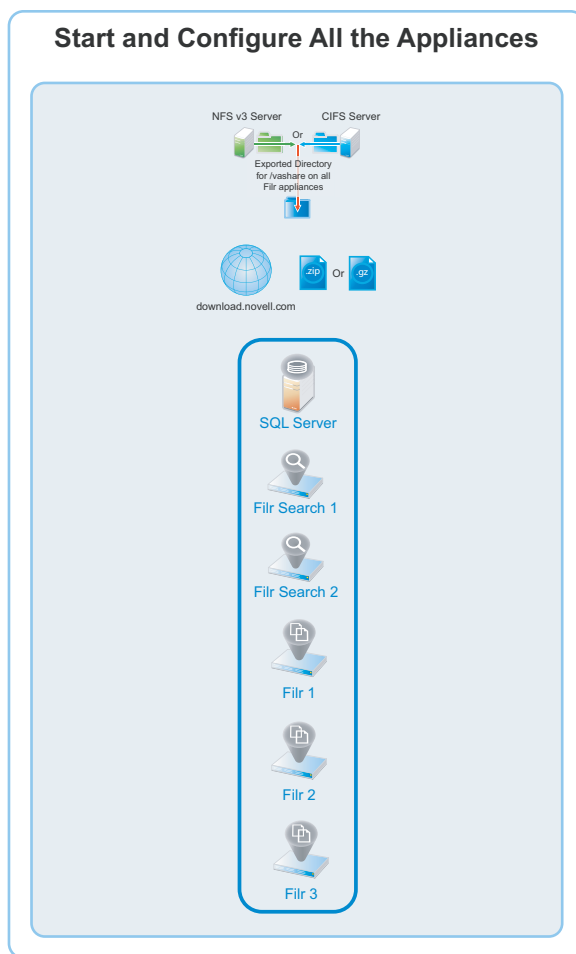 Start and Configure All the Appliances
NFS v3 Server
CIFS Server
Or
Exported Directory
for /vashare on all
Filr appliances
.zip
Or
.gz
download.novell.com
SQL Server
Filr Search 1
Filr Search 2
Filr 1
Filr 2
Filr 3